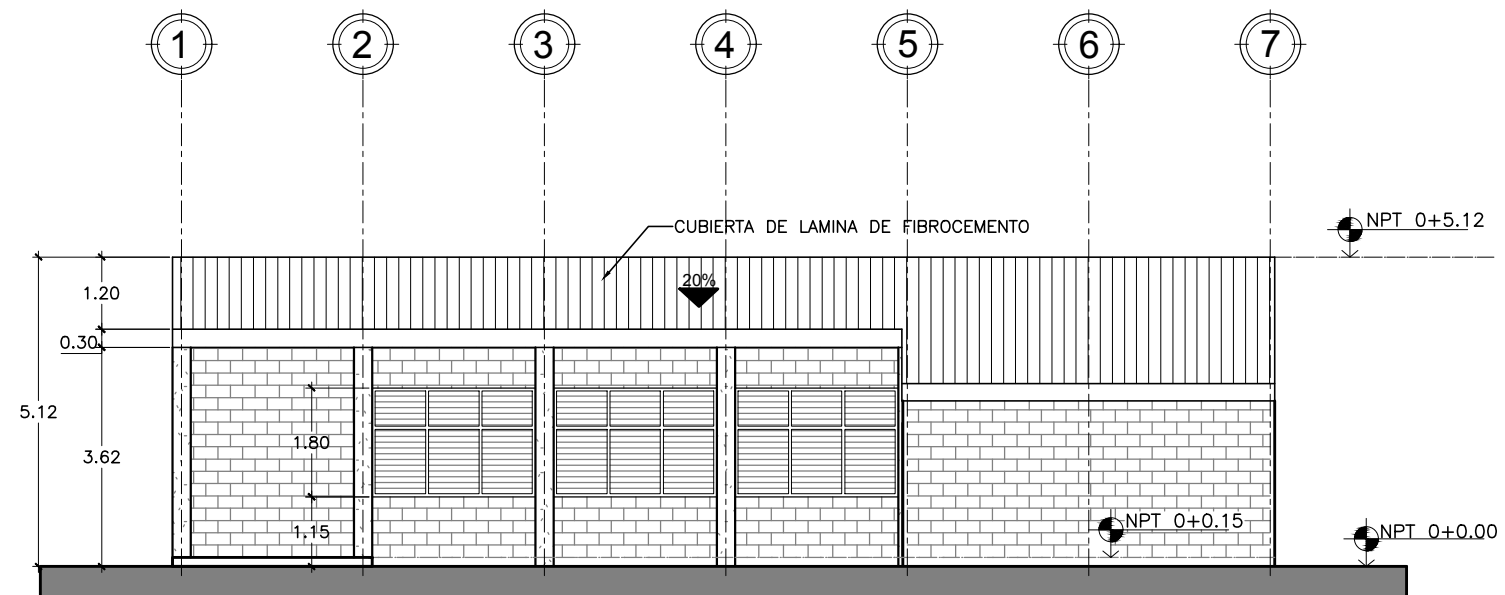 1 2 3 4 5 6 7
NPT 0+5.12
CUBIERTA DE LAMINA DE FIBROCEMENTO
20%
1.20
0.30
5.12
1.80
3.62
NPT 0+0.15
1.15
NPT 0+0.00